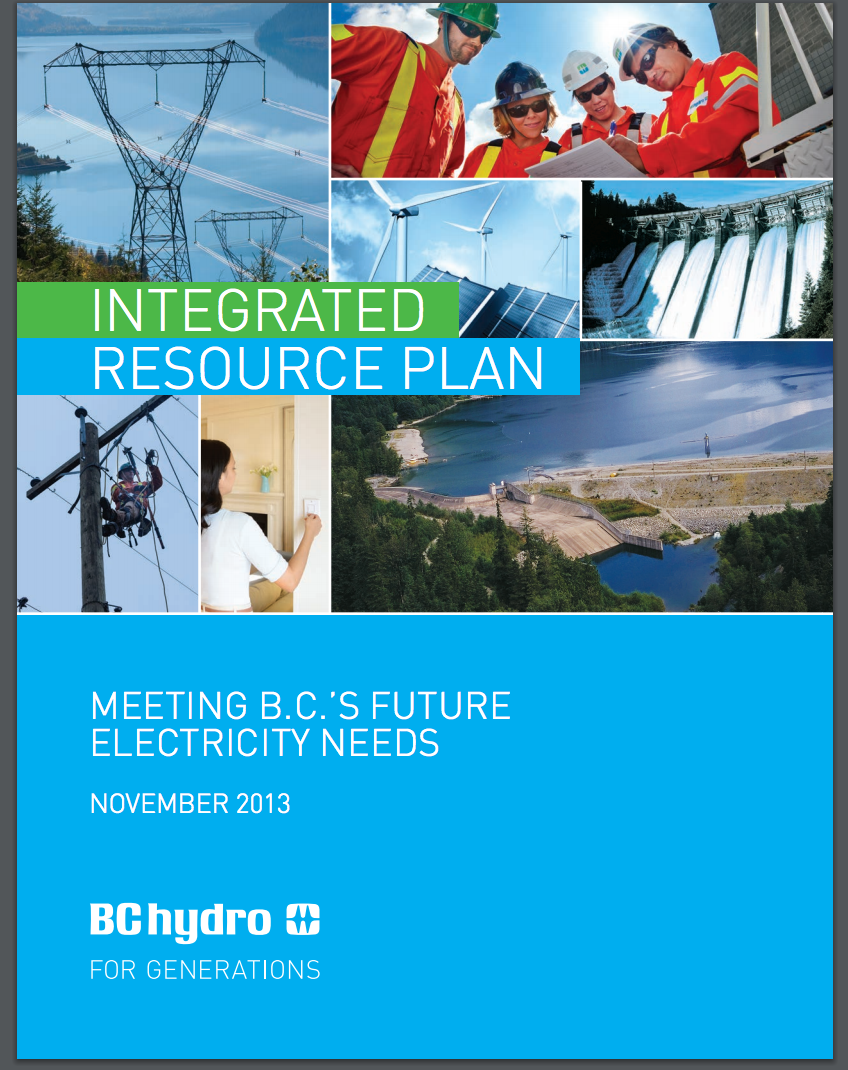 INTEGRATED
RESOURCE PLAN
MEETING B.C.'S FUTURE
ELECTRICITY NEEDS
NOVEMBER 2013
BC hydro
FOR GENERATIONS